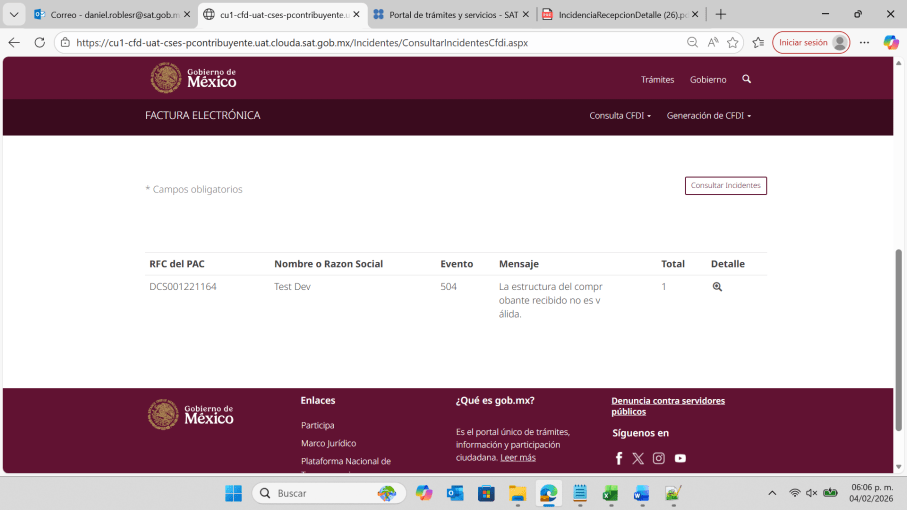 Correo - daniel.roblesr@sat.gob.m
cu1-cfd-uat-cses-pcontribuyente.u
Portal de trámites y servicios - SAT
IncidenciaRecepcionDetalle (26).p
https://cu1-cfd-uat-cses-pcontribuyente.uat.clouda.sat.gob.mx/Incidentes/ConsultarIncidentesCfdi.aspx
Iniciar sesión
Gobierno de
México
Trámites
Gobierno
FACTURA ELECTRÓNICA
Consulta CFDI
Generación de CFDI
* Campos obligatorios
Consultar Incidentes
RFC del PAC Nombre o Razon Social Evento Mensaje Total Detalle
DCS001221164 Test Dev 504 La estructura del compr 1
obante recibido no es v
álida.
Gobierno de
México
Enlaces
Participa
Marco Jurídico
Plataforma Nacional de
¿Qué es gob.mx?
Es el portal único de trámites,
información y participación
ciudadana. Leer más
Denuncia contra servidores
públicos
Síguenos en
Buscar
06:06 p. m.
04/02/2026